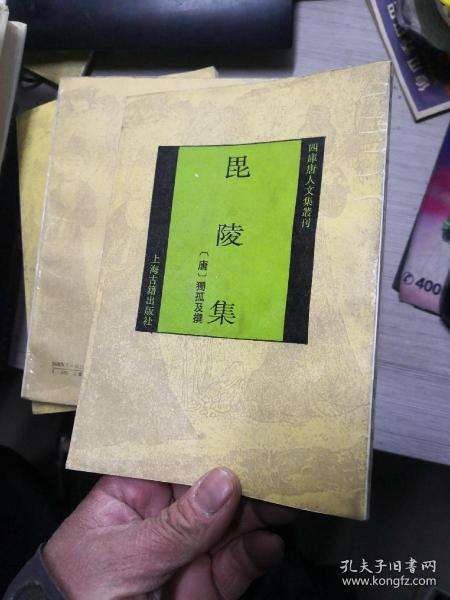 四庫唐人文集叢刊
毘陵集
〔唐〕獨孤及撰
上海古籍出版社
400
孔夫子旧书网
www.kongfz.com